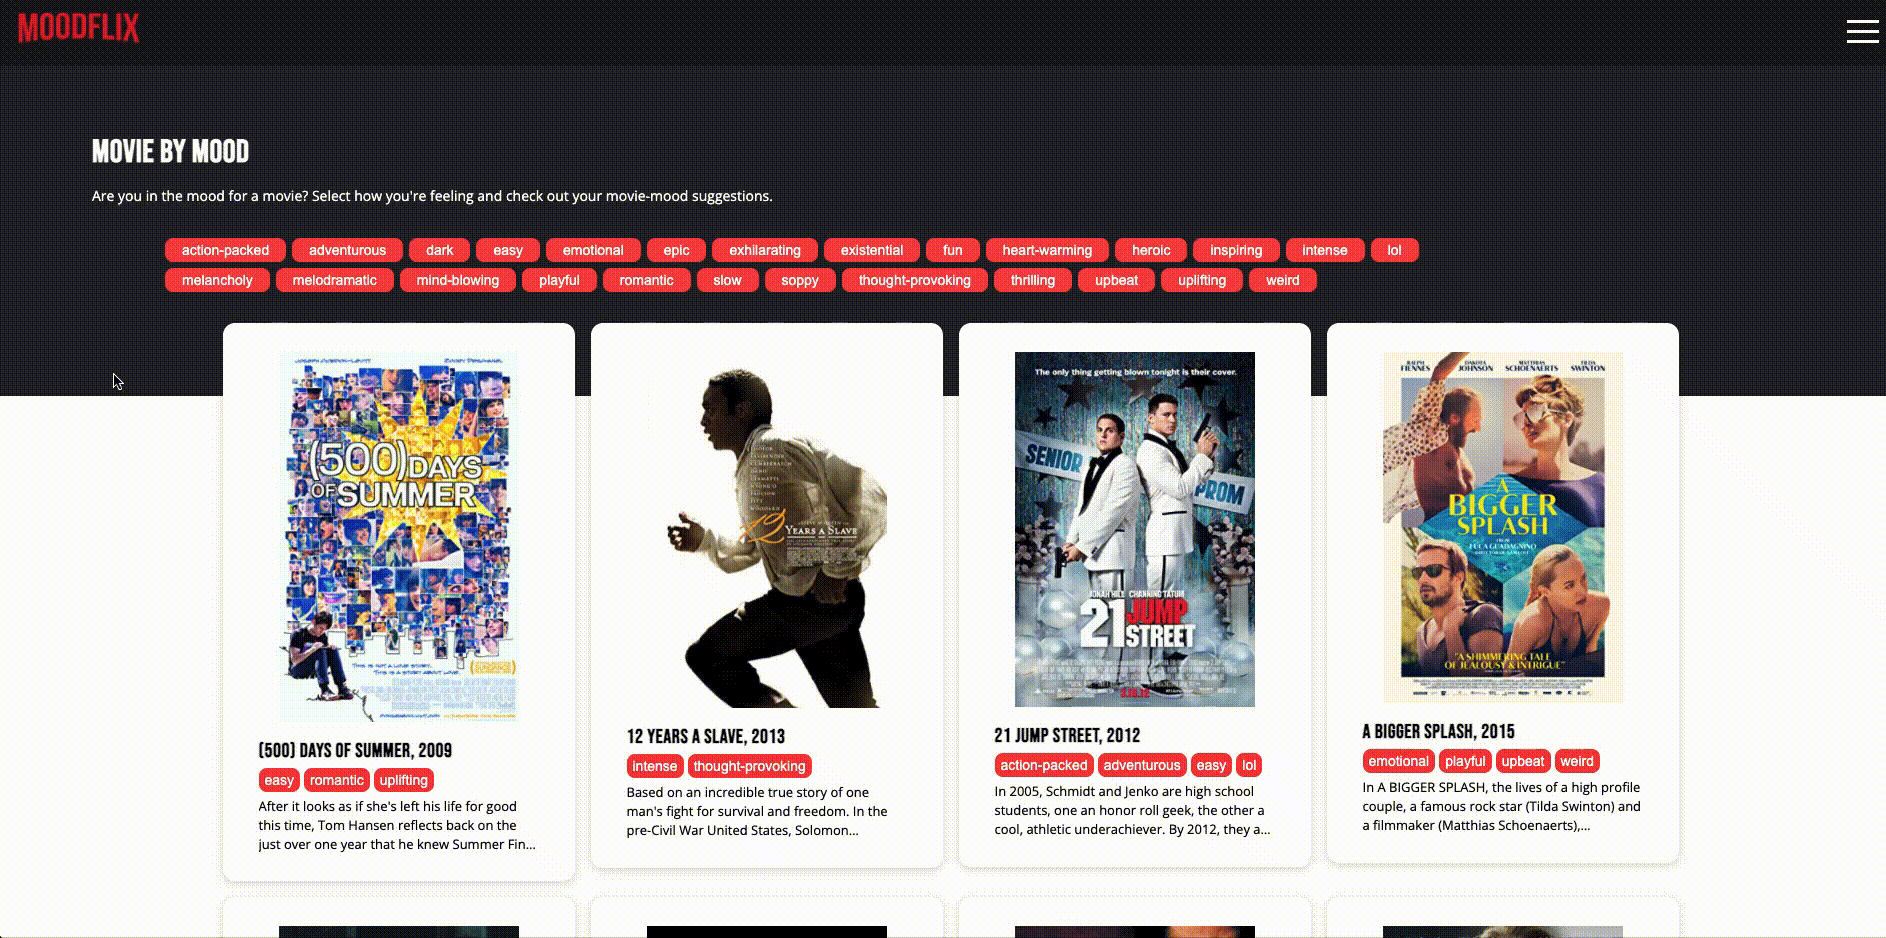 MOODFLIX
MOVIE BY MOOD
Are you in the mood for a movie? Select how you're feeling and check out your movie-mood suggestions.
action-packed adventurous dark easy emotional epic exhilarating existential fun heart-warming heroic inspiring intense lol
melancholy melodramatic mind-blowing playful romantic slow soppy thought-provoking thrilling upbeat uplifting weird
(500) DAYS
OF SUMMER
THIS IS NOT A LOVE STORY.
THIS IS A STORY ABOUT LOVE.
(500) DAYS OF SUMMER, 2009
easy romantic uplifting
After it looks as if she's left his life for good
this time, Tom Hansen reflects back on the
just over one year that he knew Summer Fin...
12
YEARS A SLAVE
12 YEARS A SLAVE, 2013
intense thought-provoking
Based on an incredible true story of one
man's fight for survival and freedom. In the
pre-Civil War United States, Solomon...
The only thing getting blown tonight is their cover.
SENIOR
PROM
JONAH HILL CHANNING TATUM
21 JUMP
STREET
21 JUMP STREET, 2012
action-packed adventurous easy lol
In 2005, Schmidt and Jenko are high school
students, one an honor roll geek, the other a
cool, athletic underachiever. By 2012, they a...
RALPH FIENNES DAKOTA JOHNSON MATTHIAS SCHOENAERTS TILDA SWINTON
A
BIGGER
SPLASH
FROM
LUCA GUADAGNINO
"A SHIMMERING TALE
OF JEALOUSY & INTRIGUE"
A BIGGER SPLASH, 2015
emotional playful upbeat weird
In A BIGGER SPLASH, the lives of a high profile
couple, a famous rock star (Tilda Swinton) and
a filmmaker (Matthias Schoenaerts),...